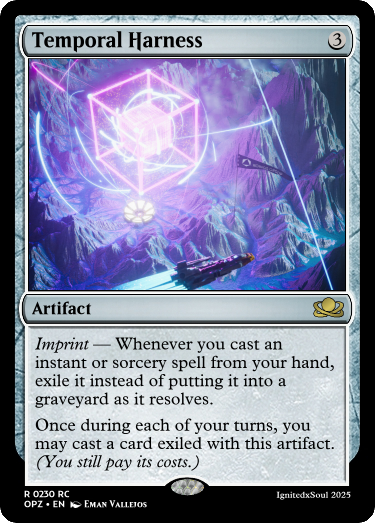 Temporal Harness 3
Artifact
Imprint — Whenever you cast an
instant or sorcery spell from your hand,
exile it instead of putting it into a
graveyard as it resolves.
Once during each of your turns, you
may cast a card exiled with this artifact.
(You still pay its costs.)
R 0230 RC
OPZ • EN Eman Vallejos
IgnitedxSoul 2025